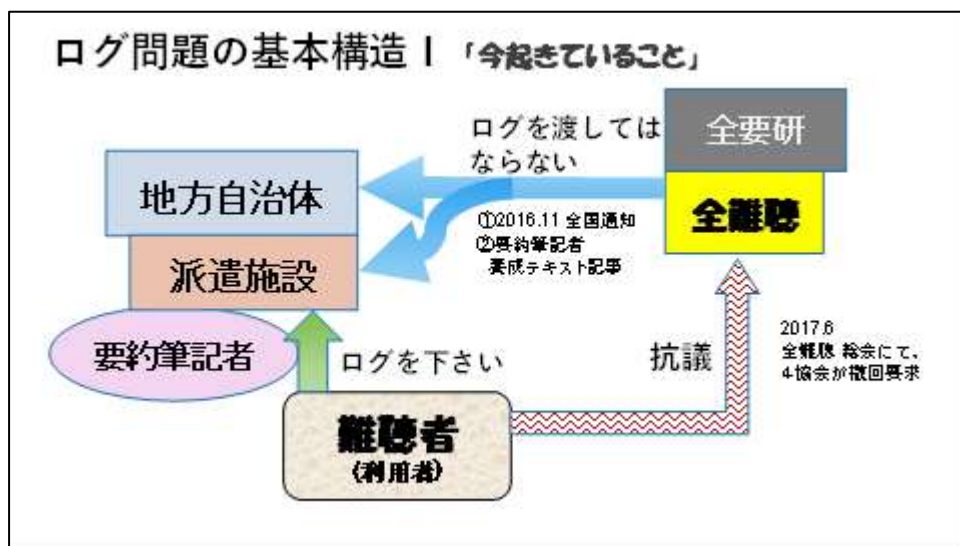 ログ問題の基本構造Ⅰ 「今起きていること」
ログを渡しては
ならない
全要研
全難聴
地方自治体
派遣施設
要約筆記者
①2016.11 全国通知
②要約筆記者
養成テキスト記事
ログを下さい
抗議
2017.6
全難聴 総会にて、
4協会が撤回要求
難聴者
(利用者)